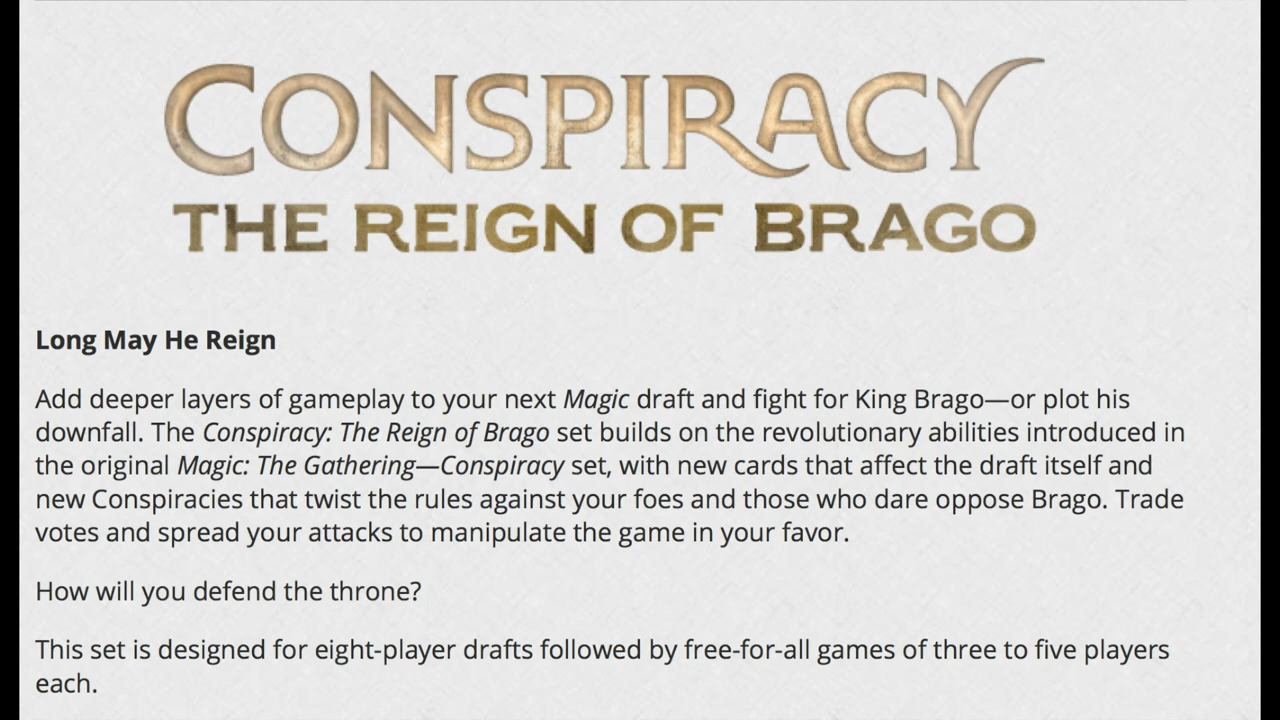 CONSPIRACY
THE REIGN OF BRAGO
Long May He Reign
Add deeper layers of gameplay to your next Magic draft and fight for King Brago—or plot his
downfall. The Conspiracy: The Reign of Brago set builds on the revolutionary abilities introduced in
the original Magic: The Gathering—Conspiracy set, with new cards that affect the draft itself and
new Conspiracies that twist the rules against your foes and those who dare oppose Brago. Trade
votes and spread your attacks to manipulate the game in your favor.
How will you defend the throne?
This set is designed for eight-player drafts followed by free-for-all games of three to five players
each.